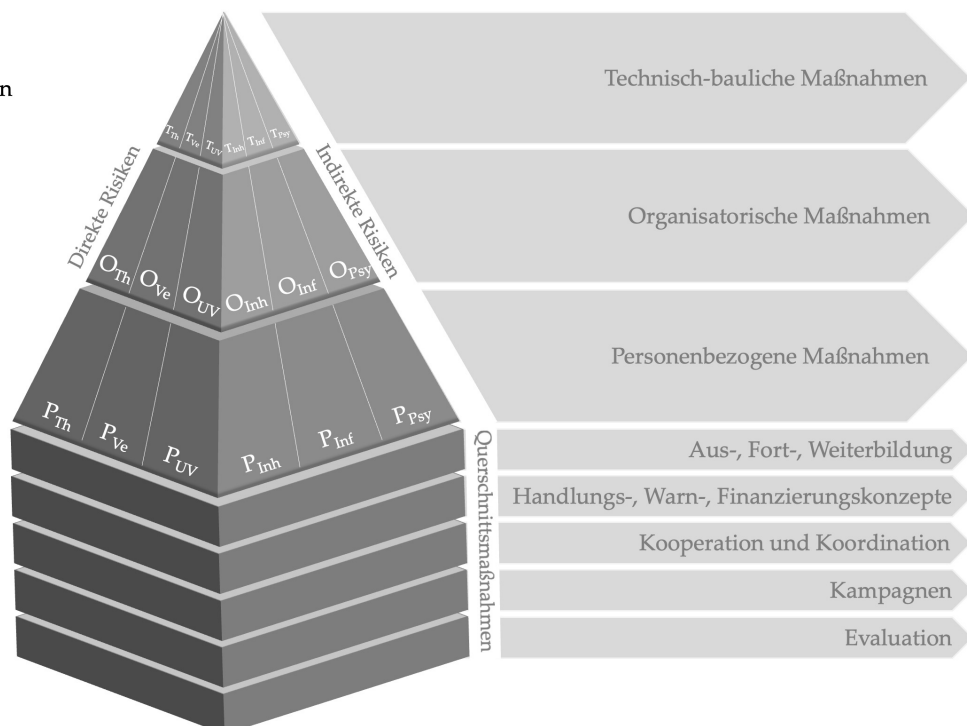 n
Technisch-bauliche Maßnahmen
T_Th T_Ve T_UV T_Inh T_Inf T_Psy
Direkte Risiken
Indirekte Risiken
Organisatorische Maßnahmen
O_Th O_Ve O_UV O_Inh O_Inf O_Psy
Personenbezogene Maßnahmen
P_Th P_Ve P_UV P_Inh P_Inf P_Psy
Querschnittsmaßnahmen
Aus-, Fort-, Weiterbildung
Handlungs-, Warn-, Finanzierungskonzepte
Kooperation und Koordination
Kampagnen
Evaluation